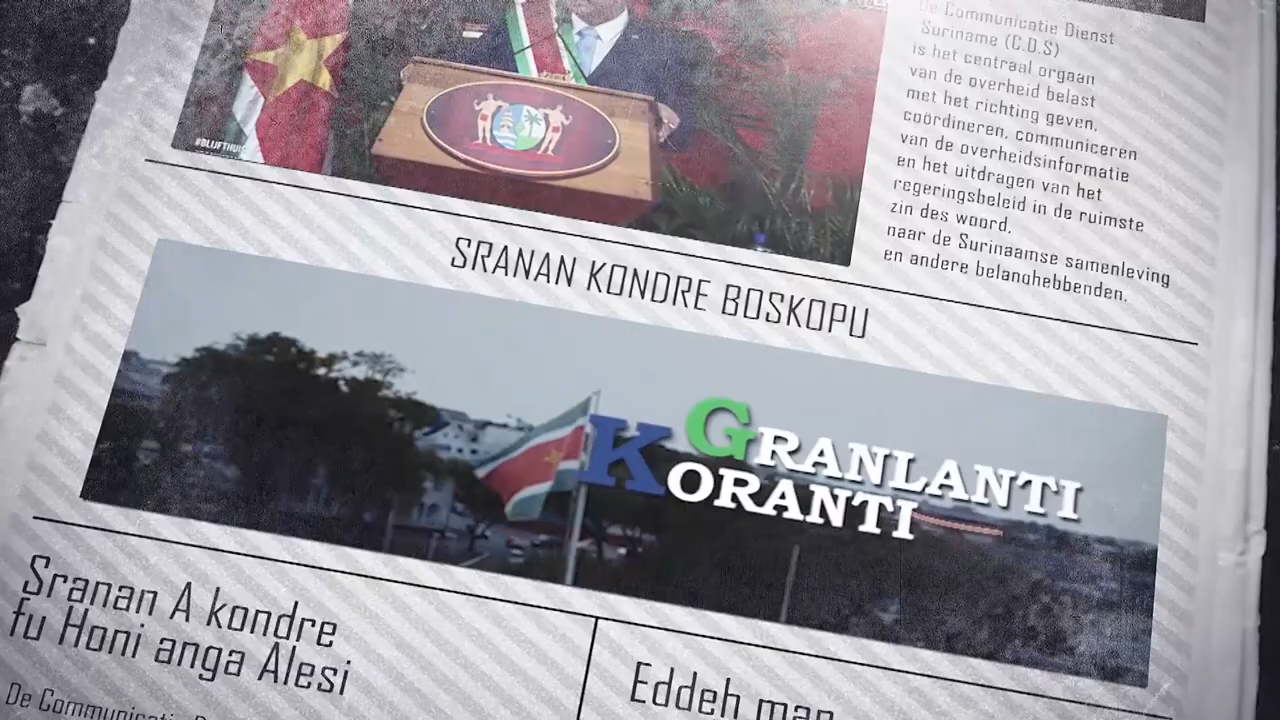 De Communicatie Dienst
Suriname (C.D.S)
is het centraal orgaan
van de overheid belast
met het richting geven,
coördineren, communiceren
van de overheidsinformatie
en het uitdragen van het
regeringsbeleid in de ruimste
zin des woord.
naar de Surinaamse samenleving
en andere belanghebbenden.
SRANAN KONDRE BOSKOPU
GRANLANTI
KORANTI
Sranan A kondre
fu Honi anga Alesi
De
Eddeh man